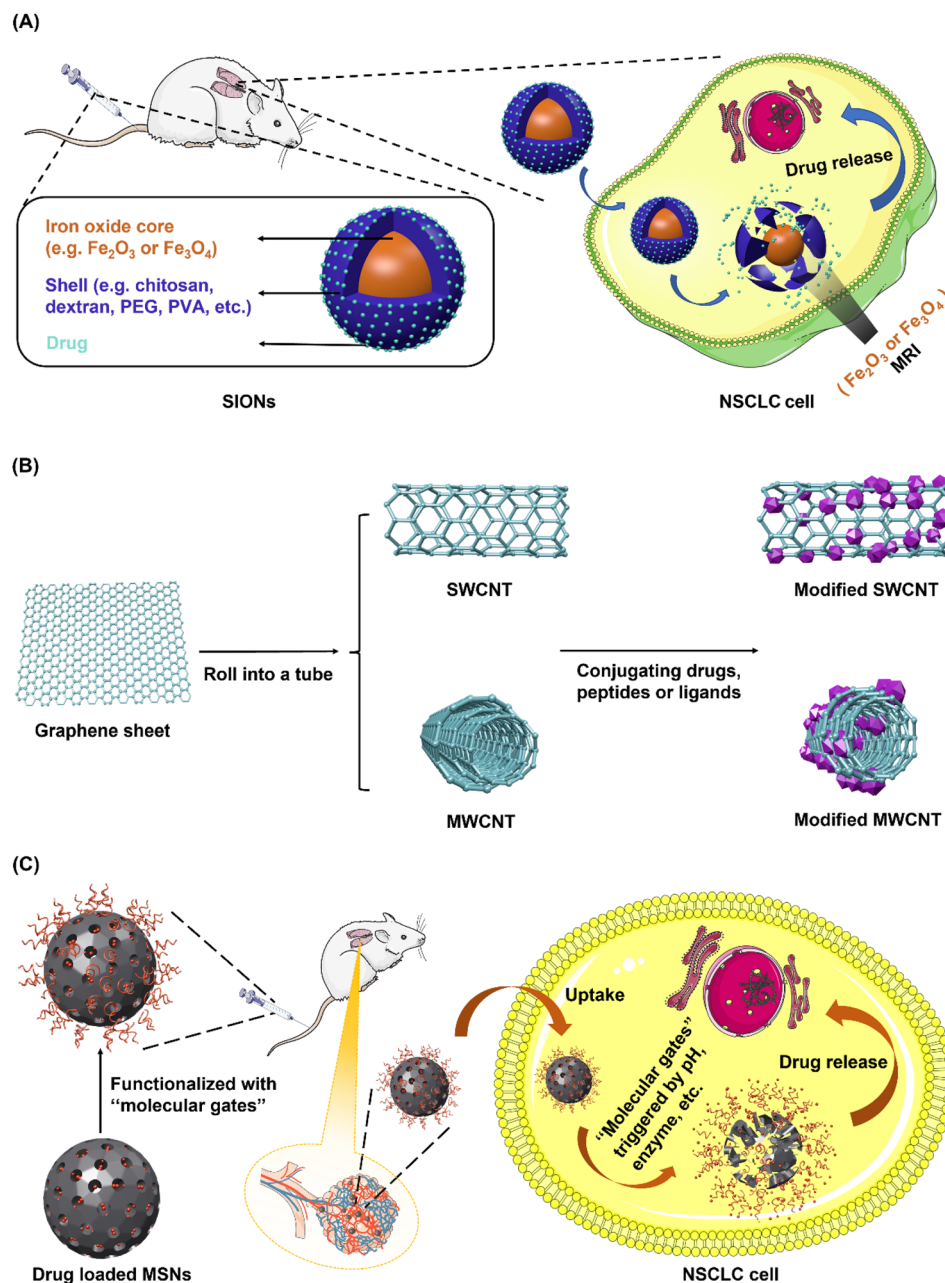 (A)
Iron oxide core
(e.g. Fe₂O₃ or Fe₃O₄)
Shell (e.g. chitosan,
dextran, PEG, PVA, etc.)
Drug
SIONs
Drug release
(Fe₂O₃ or Fe₃O₄)
MRI
NSCLC cell
(B)
Graphene sheet
Roll into a tube
SWCNT
MWCNT
Conjugating drugs,
peptides or ligands
Modified SWCNT
Modified MWCNT
(C)
Functionalized with
“molecular gates”
Drug loaded MSNs
Uptake
“Molecular gates”
triggered by pH,
enzyme, etc.
Drug release
NSCLC cell